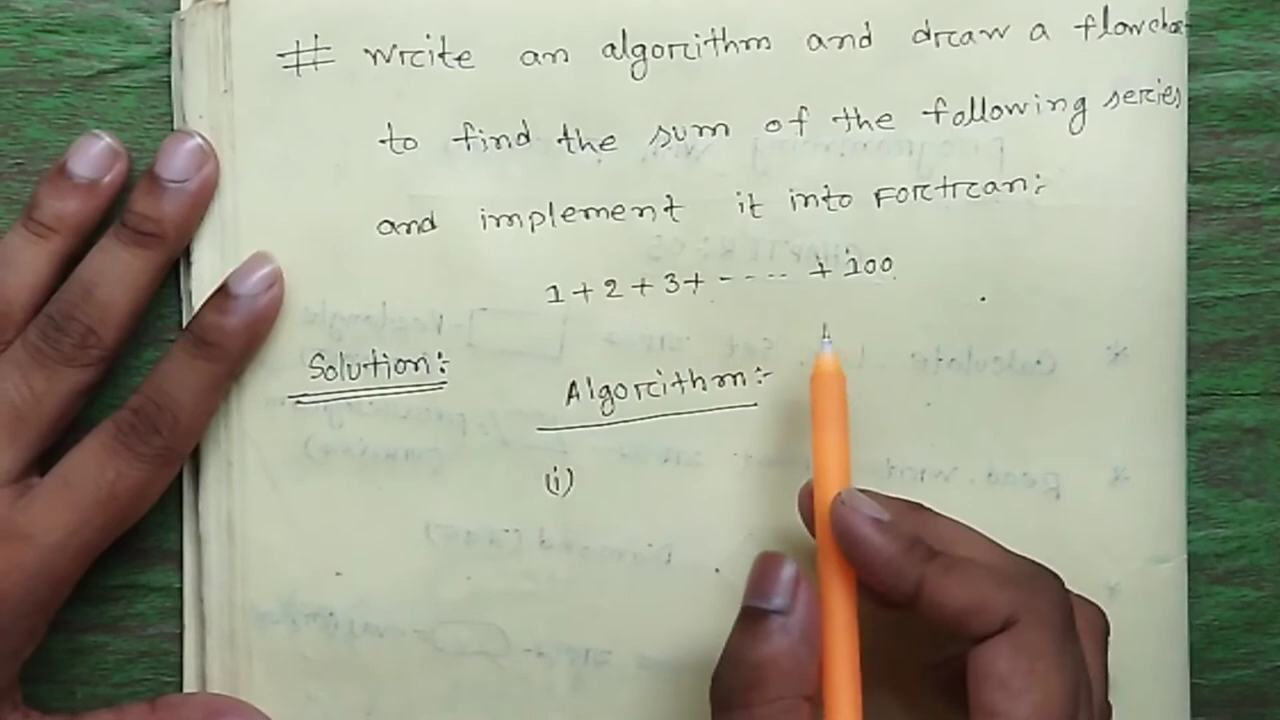 # write an algorithm and draw a flowchar
to find the sum of the following series
and implement it into Fortran:
1 + 2 + 3 + ---- + 100
Solution:
Algorithm:-
(i)